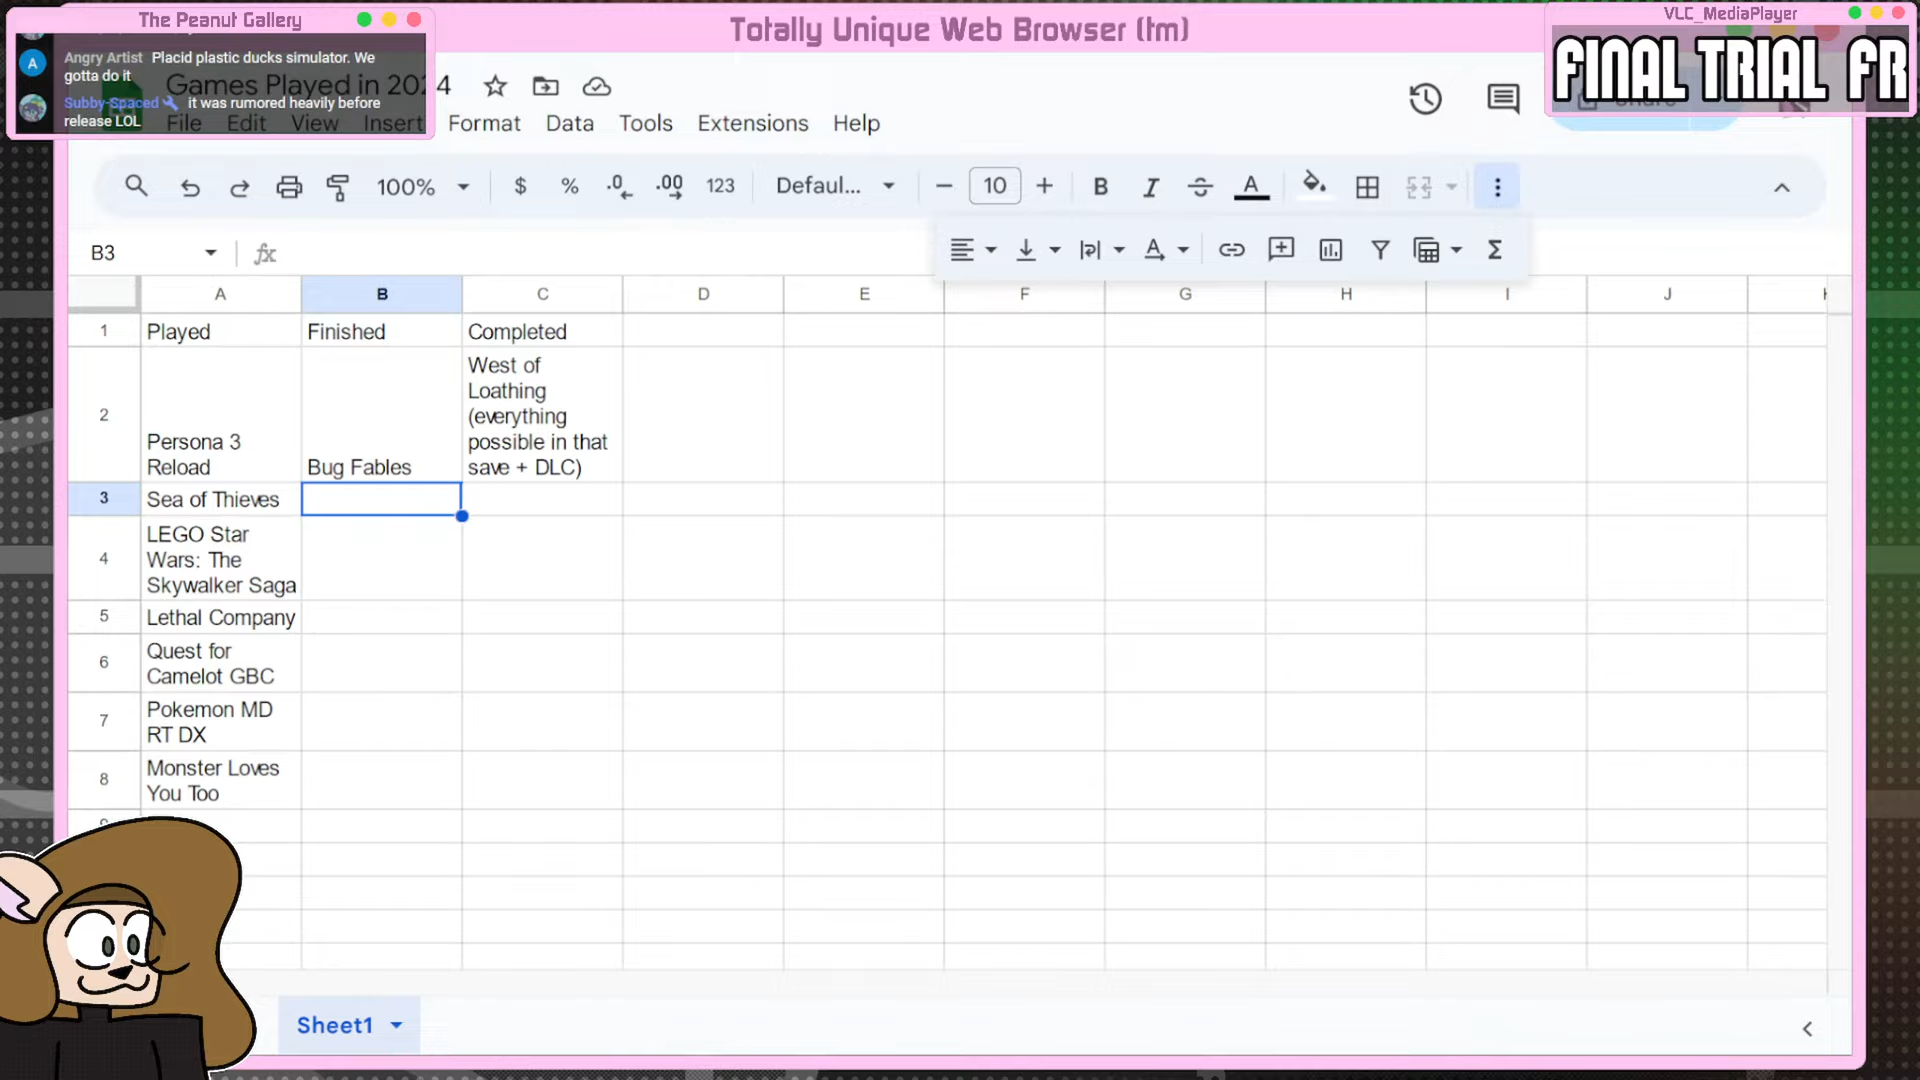 The Peanut Gallery
Totally Unique Web Browser (tm)
VLC_MediaPlayer
A
Angry Artist Placid plastic ducks simulator. We
gotta do it
Subby-Spaced it was rumored heavily before
release LOL
FINAL TRIAL FR
Games Played in 2024
File Edit View Insert Format Data Tools Extensions Help
Share
100% $ % .0 .00 123 Defaul... 10 B I S A
B3 fx
A B C D E F G H I J
1 Played Finished Completed
2 Persona 3
Reload
Bug Fables
West of
Loathing
(everything
possible in that
save + DLC)
3 Sea of Thieves
4 LEGO Star
Wars: The
Skywalker Saga
5 Lethal Company
6 Quest for
Camelot GBC
7 Pokemon MD
RT DX
8 Monster Loves
You Too
Sheet1